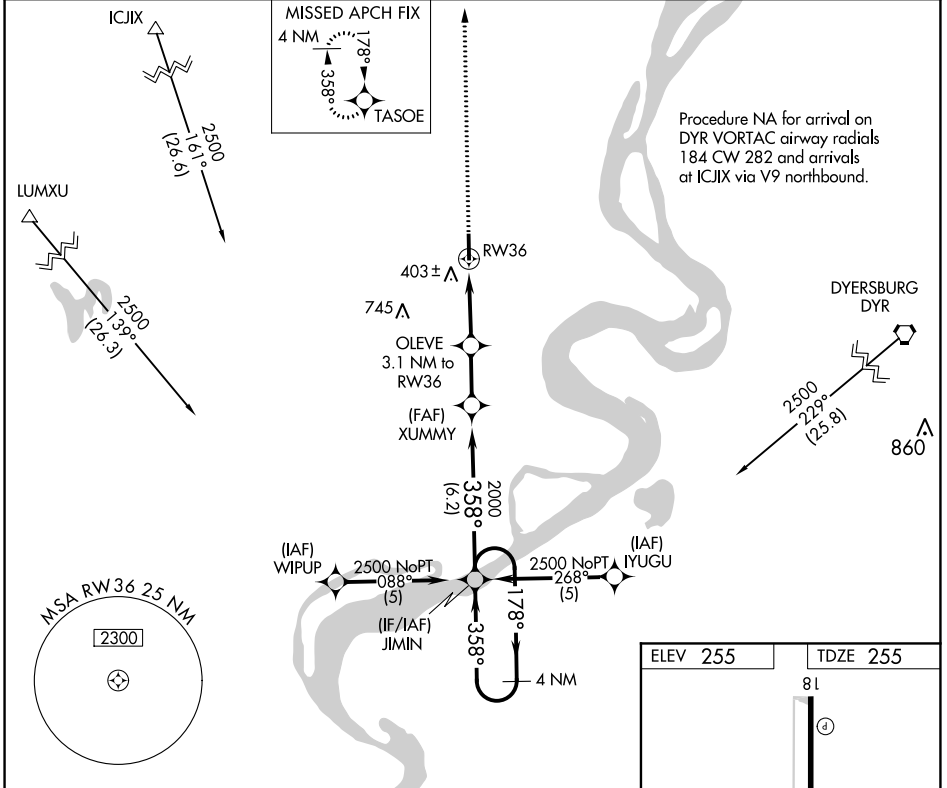 ICJIX
2500
161°
(26.6)
MISSED APCH FIX
4 NM
178°
358°
TASOE
Procedure NA for arrival on
DYR VORTAC airway radials
184 CW 282 and arrivals
at ICJIX via V9 northbound.
LUMXU
2500
139°
(26.3)
RW36
403±
745
OLEVE
3.1 NM to
RW36
(FAF)
XUMMY
DYERSBURG
DYR
2500
229°
(25.8)
860
2000
358°
(6.2)
(IAF)
WIPUP
2500 NoPT
088°
(5)
(IF/IAF)
JIMIN
2500 NoPT
268°
(5)
(IAF)
IYUGU
178°
358°
4 NM
MSA RW36 25 NM
2300
ELEV 255
TDZE 255
18
P